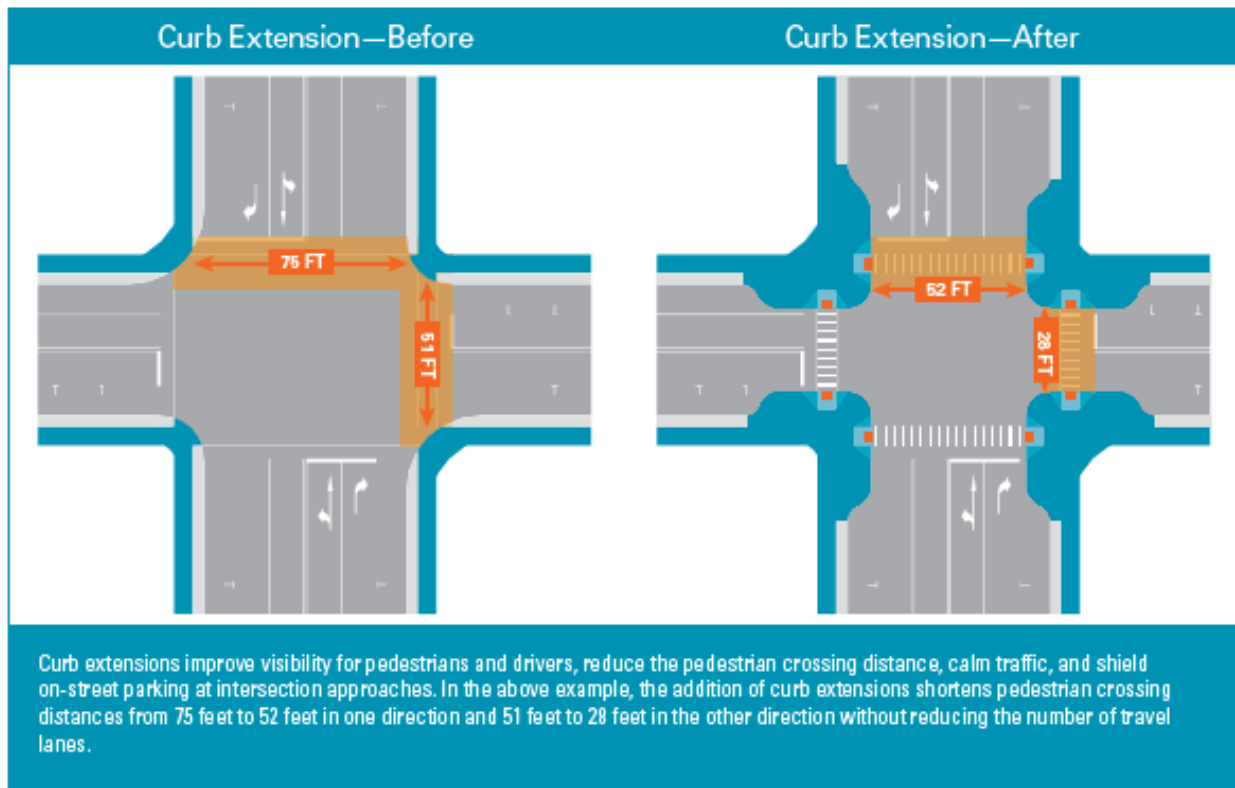 Curb Extension—Before
Curb Extension—After
75 FT
51 FT
52 FT
28 FT
Curb extensions improve visibility for pedestrians and drivers, reduce the pedestrian crossing distance, calm traffic, and shield
on-street parking at intersection approaches. In the above example, the addition of curb extensions shortens pedestrian crossing
distances from 75 feet to 52 feet in one direction and 51 feet to 28 feet in the other direction without reducing the number of travel
lanes.